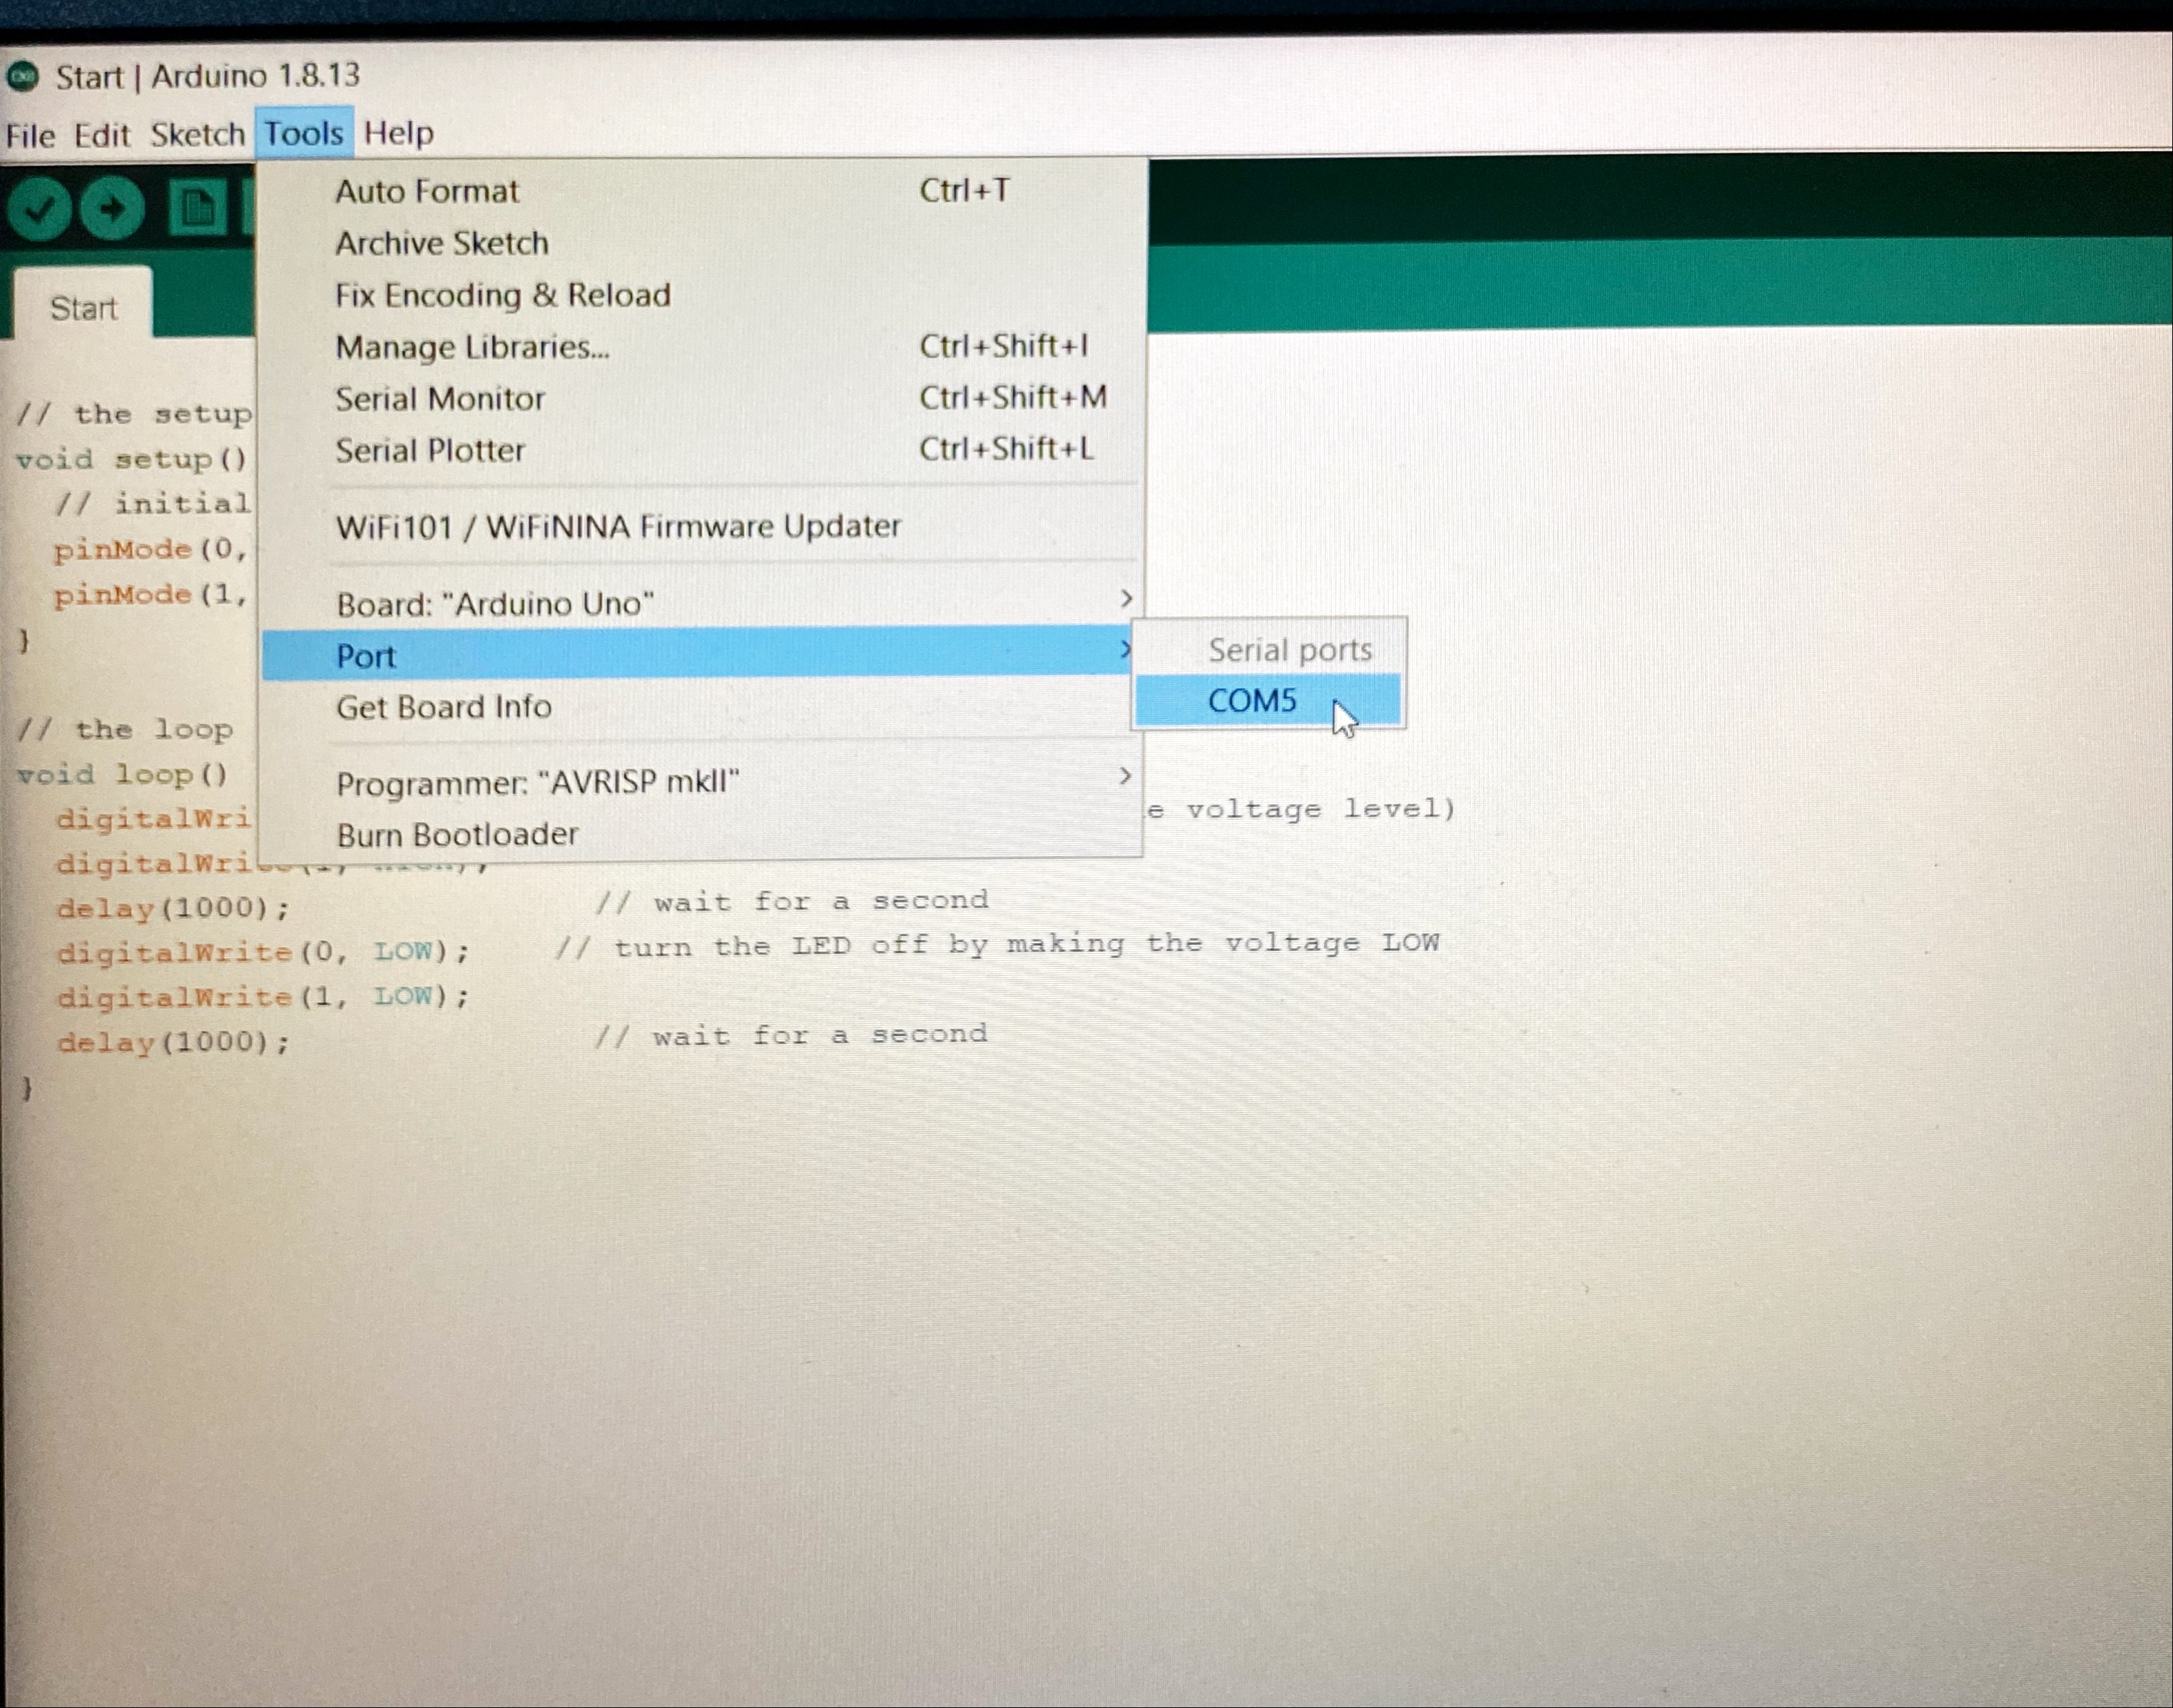 Start | Arduino 1.8.13
File Edit Sketch Tools Help
Auto Format Ctrl+T
Archive Sketch
Fix Encoding & Reload
Manage Libraries... Ctrl+Shift+I
Serial Monitor Ctrl+Shift+M
Serial Plotter Ctrl+Shift+L
WiFi101 / WiFiNINA Firmware Updater
Board: "Arduino Uno"
Port
Get Board Info
Programmer: "AVRISP mkII"
Burn Bootloader
Serial ports
COM5
Start
// the setup
void setup()
// initial
pinMode(0,
pinMode(1,
}
// the loop
void loop()
digitalWri e voltage level)
digitalWri
delay(1000); // wait for a second
digitalWrite(0, LOW); // turn the LED off by making the voltage LOW
digitalWrite(1, LOW);
delay(1000); // wait for a second
}